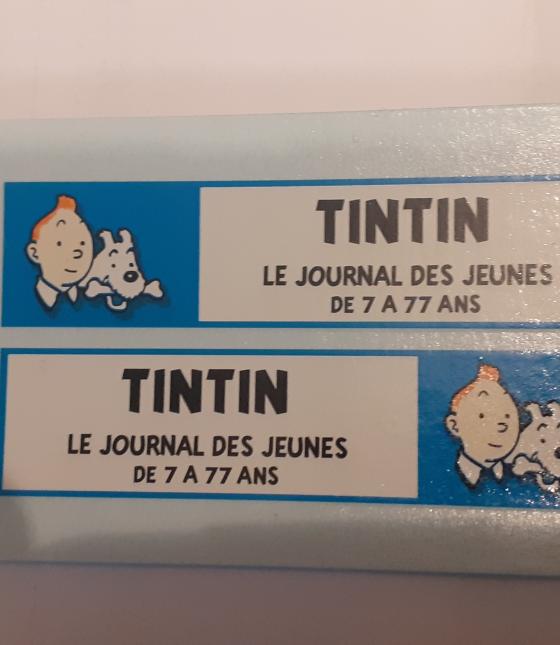 TINTIN
LE JOURNAL DES JEUNES
DE 7 A 77 ANS
TINTIN
LE JOURNAL DES JEUNES
DE 7 A 77 ANS